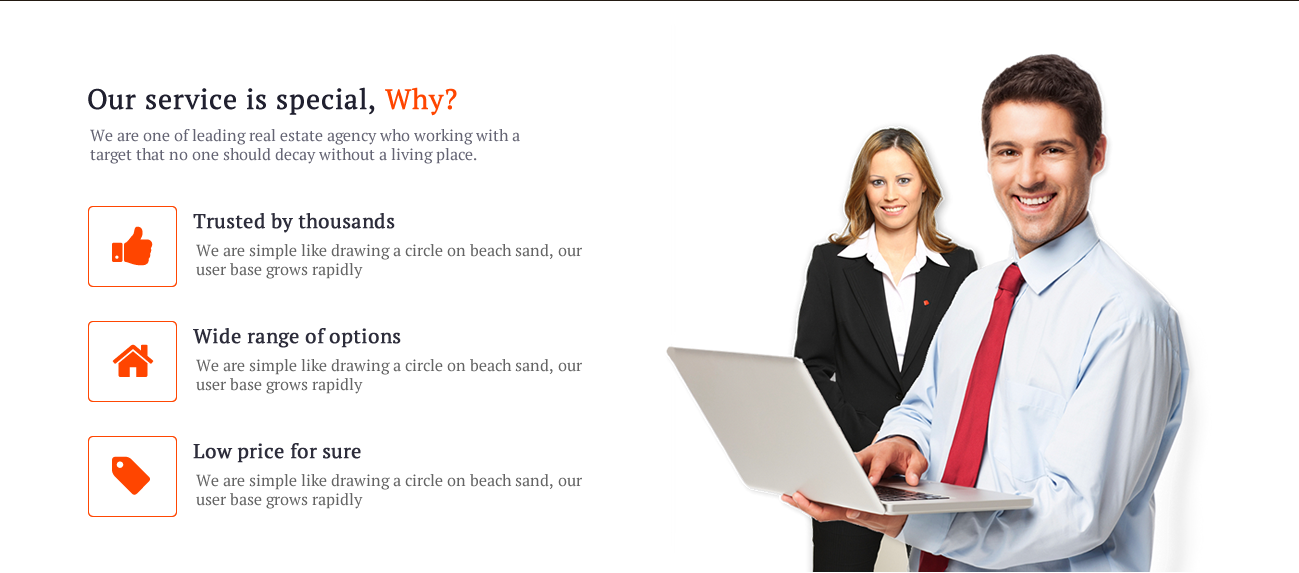 Our service is special, Why?
We are one of leading real estate agency who working with a
target that no one should decay without a living place.
Trusted by thousands
We are simple like drawing a circle on beach sand, our
user base grows rapidly
Wide range of options
We are simple like drawing a circle on beach sand, our
user base grows rapidly
Low price for sure
We are simple like drawing a circle on beach sand, our
user base grows rapidly